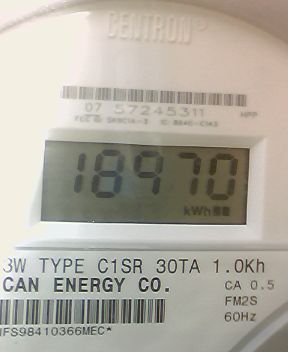 CENTRON®
07 57245311 HPP
18970
kWh
3W TYPE C1SR 30TA 1.0Kh
CAN ENERGY CO.
CA 0.5
FM2S
60Hz
IFS98410366MEC*